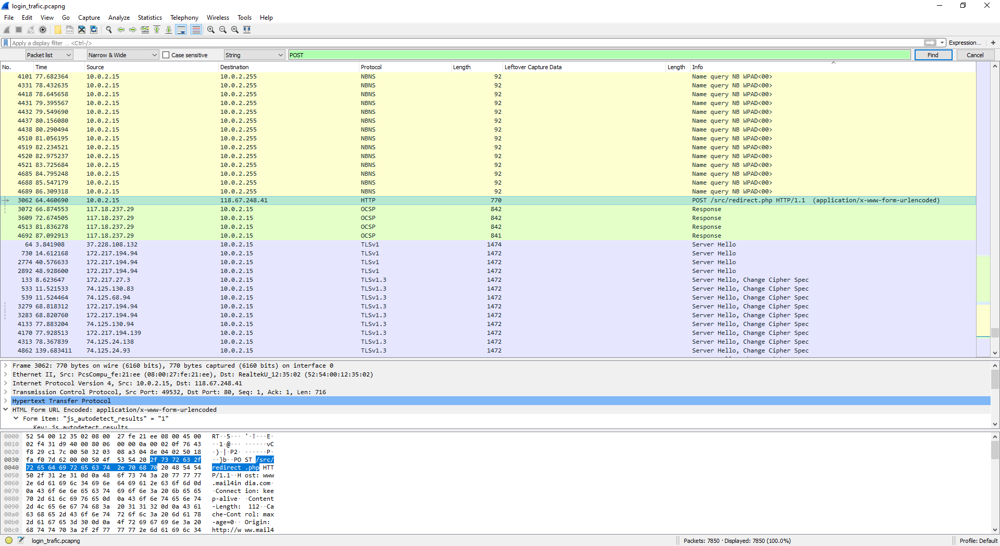 login_trafic.pcapng
File Edit View Go Capture Analyze Statistics Telephony Wireless Tools Help
Apply a display filter ... <Ctrl-/> Expression... +
Packet list Narrow & Wide Case sensitive String POST Find Cancel
No. Time Source Destination Protocol Length Leftover Capture Data Length Info
4101 77.682364 10.0.2.15 10.0.2.255 NBNS 92 Name query NB WPAD<00>
4331 78.432635 10.0.2.15 10.0.2.255 NBNS 92 Name query NB WPAD<00>
4418 78.645658 10.0.2.15 10.0.2.255 NBNS 92 Name query NB WPAD<00>
4431 79.395567 10.0.2.15 10.0.2.255 NBNS 92 Name query NB WPAD<00>
4432 79.549690 10.0.2.15 10.0.2.255 NBNS 92 Name query NB WPAD<00>
4437 80.156080 10.0.2.15 10.0.2.255 NBNS 92 Name query NB WPAD<00>
4438 80.290494 10.0.2.15 10.0.2.255 NBNS 92 Name query NB WPAD<00>
4510 81.056195 10.0.2.15 10.0.2.255 NBNS 92 Name query NB WPAD<00>
4519 82.234521 10.0.2.15 10.0.2.255 NBNS 92 Name query NB WPAD<00>
4520 82.975237 10.0.2.15 10.0.2.255 NBNS 92 Name query NB WPAD<00>
4521 83.725684 10.0.2.15 10.0.2.255 NBNS 92 Name query NB WPAD<00>
4685 84.795248 10.0.2.15 10.0.2.255 NBNS 92 Name query NB WPAD<00>
4688 85.547179 10.0.2.15 10.0.2.255 NBNS 92 Name query NB WPAD<00>
4689 86.309318 10.0.2.15 10.0.2.255 NBNS 92 Name query NB WPAD<00>
3062 64.460690 10.0.2.15 118.67.248.41 HTTP 770 POST /src/redirect.php HTTP/1.1 (application/x-www-form-urlencoded)
3072 66.874553 117.18.237.29 10.0.2.15 OCSP 842 Response
3609 72.674505 117.18.237.29 10.0.2.15 OCSP 842 Response
4513 81.836278 117.18.237.29 10.0.2.15 OCSP 842 Response
4692 87.092913 117.18.237.29 10.0.2.15 OCSP 841 Response
64 3.841908 37.228.108.132 10.0.2.15 TLSv1 1474 Server Hello
730 14.612168 172.217.194.94 10.0.2.15 TLSv1 1472 Server Hello
2774 40.576633 172.217.194.94 10.0.2.15 TLSv1 1472 Server Hello
2892 48.928600 172.217.194.94 10.0.2.15 TLSv1 1472 Server Hello
133 8.623647 172.217.27.3 10.0.2.15 TLSv1.3 1472 Server Hello, Change Cipher Spec
533 11.521533 74.125.130.83 10.0.2.15 TLSv1.3 1472 Server Hello, Change Cipher Spec
539 11.524464 74.125.68.94 10.0.2.15 TLSv1.3 1472 Server Hello, Change Cipher Spec
3279 68.818312 172.217.194.94 10.0.2.15 TLSv1.3 1472 Server Hello, Change Cipher Spec
3283 68.820760 172.217.194.94 10.0.2.15 TLSv1.3 1472 Server Hello, Change Cipher Spec
4133 77.883204 74.125.130.94 10.0.2.15 TLSv1.3 1472 Server Hello, Change Cipher Spec
4170 77.928513 172.217.194.139 10.0.2.15 TLSv1.3 1472 Server Hello, Change Cipher Spec
4313 78.367839 74.125.24.138 10.0.2.15 TLSv1.3 1472 Server Hello, Change Cipher Spec
4862 139.683411 74.125.24.93 10.0.2.15 TLSv1.3 1472 Server Hello, Change Cipher Spec
Frame 3062: 770 bytes on wire (6160 bits), 770 bytes captured (6160 bits) on interface 0
Ethernet II, Src: PcsCompu_fe:21:ee (08:00:27:fe:21:ee), Dst: RealtekU_12:35:02 (52:54:00:12:35:02)
Internet Protocol Version 4, Src: 10.0.2.15, Dst: 118.67.248.41
Transmission Control Protocol, Src Port: 49532, Dst Port: 80, Seq: 1, Ack: 1, Len: 716
Hypertext Transfer Protocol
HTML Form URL Encoded: application/x-www-form-urlencoded
Form item: "js_autodetect_results" = "1"
Key: js_autodetect_results
0000 52 54 00 12 35 02 08 00 27 fe 21 ee 08 00 45 00 RT··5··· '·!···E·
0010 02 f4 31 d9 40 00 80 06 00 00 0a 00 02 0f 76 43 ··1·@··· ······vC
0020 f8 29 c1 7c 00 50 32 03 08 a3 04 8e 04 02 50 18 ·)·|·P2· ······P·
0030 fa f0 7d 62 00 00 50 4f 53 54 20 2f 73 72 63 2f ··}b··PO ST /src/
0040 72 65 64 69 72 65 63 74 2e 70 68 70 20 48 54 54 redirect .php HTT
0050 50 2f 31 2e 31 0d 0a 48 6f 73 74 3a 20 77 77 77 P/1.1··H ost: www
0060 2e 6d 61 69 6c 34 69 6e 64 69 61 2e 63 6f 6d 0d .mail4in dia.com·
0070 0a 43 6f 6e 6e 65 63 74 69 6f 6e 3a 20 6b 65 65 ·Connect ion: kee
0080 70 2d 61 6c 69 76 65 0d 0a 43 6f 6e 74 65 6e 74 p-alive· ·Content
0090 2d 4c 65 6e 67 74 68 3a 20 31 31 32 0d 0a 43 61 -Length: 112··Ca
00a0 63 68 65 2d 43 6f 6e 74 72 6f 6c 3a 20 6d 61 78 che-Cont rol: max
00b0 2d 61 67 65 3d 30 0d 0a 4f 72 69 67 69 6e 3a 20 -age=0·· Origin:
00c0 68 74 74 70 3a 2f 2f 77 77 77 2e 6d 61 69 6c 34 http://w ww.mail4
login_trafic.pcapng Packets: 7850 · Displayed: 7850 (100.0%) Profile: Default